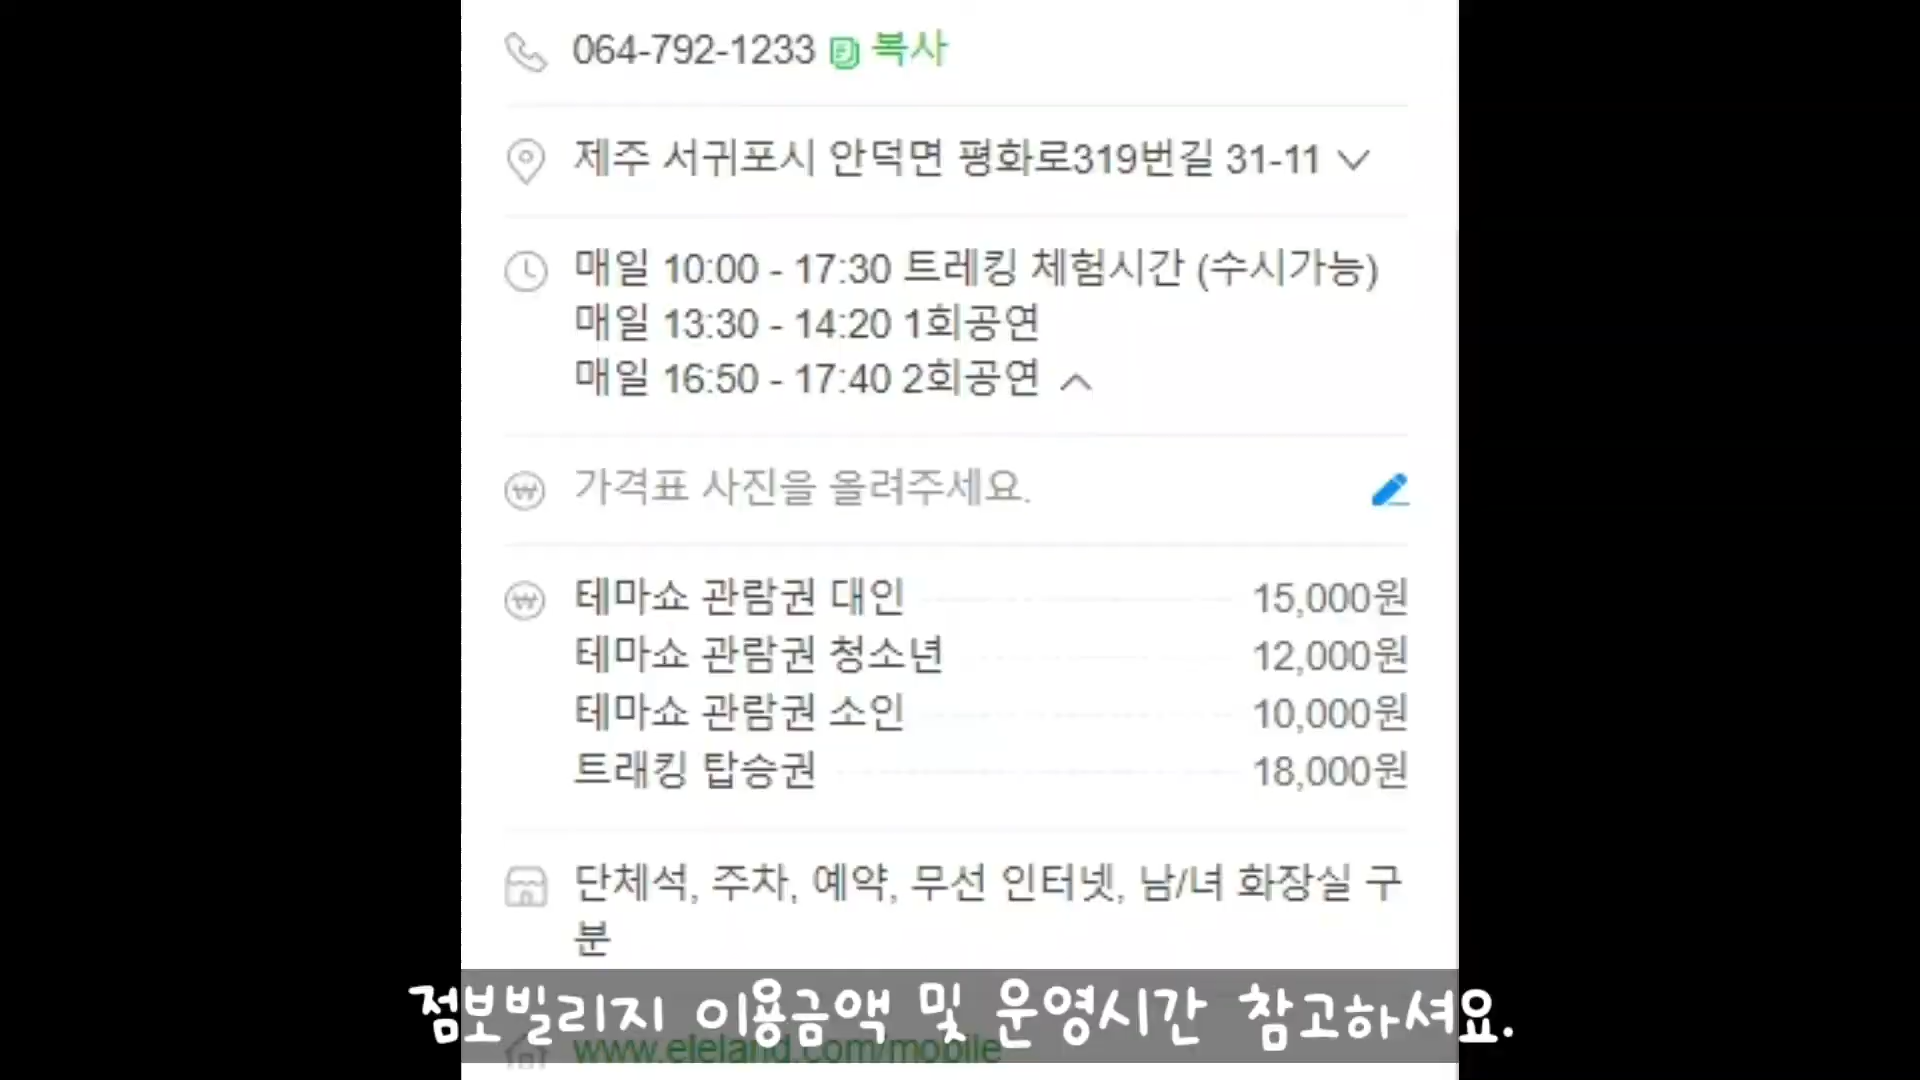 064-792-1233 복사
제주 서귀포시 안덕면 평화로319번길 31-11
매일 10:00 - 17:30 트레킹 체험시간 (수시가능)
매일 13:30 - 14:20 1회공연
매일 16:50 - 17:40 2회공연
가격표 사진을 올려주세요.
테마쇼 관람권 대인 15,000원
테마쇼 관람권 청소년 12,000원
테마쇼 관람권 소인 10,000원
트래킹 탑승권 18,000원
단체석, 주차, 예약, 무선 인터넷, 남/녀 화장실 구
분
점보빌리지 이용금액 및 운영시간 참고하셔요.
www.eleland.com/mobile